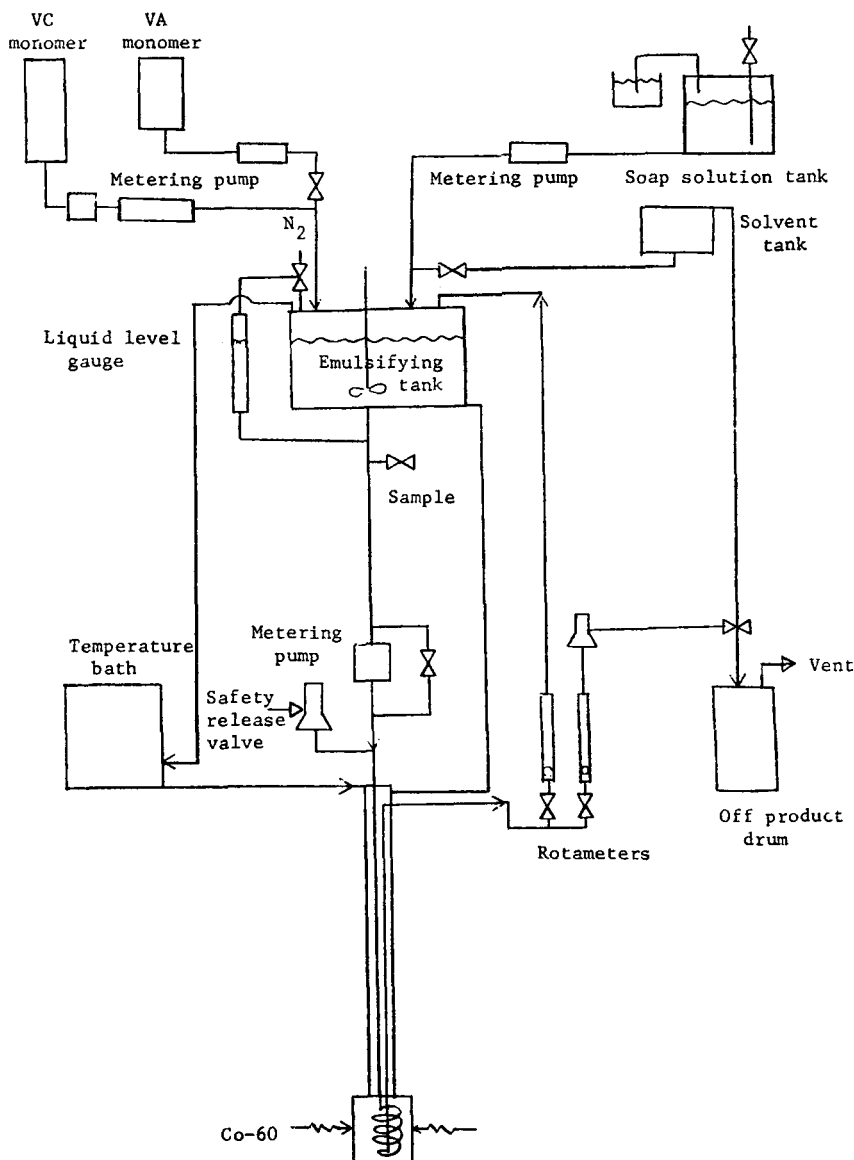 VC
monomer
VA
monomer
Metering pump
Metering pump
Soap solution tank
N2
Solvent
tank
Liquid level
gauge
Emulsifying
tank
Sample
Metering
pump
Temperature
bath
Safety
release
valve
Vent
Off product
drum
Rotameters
Co-60